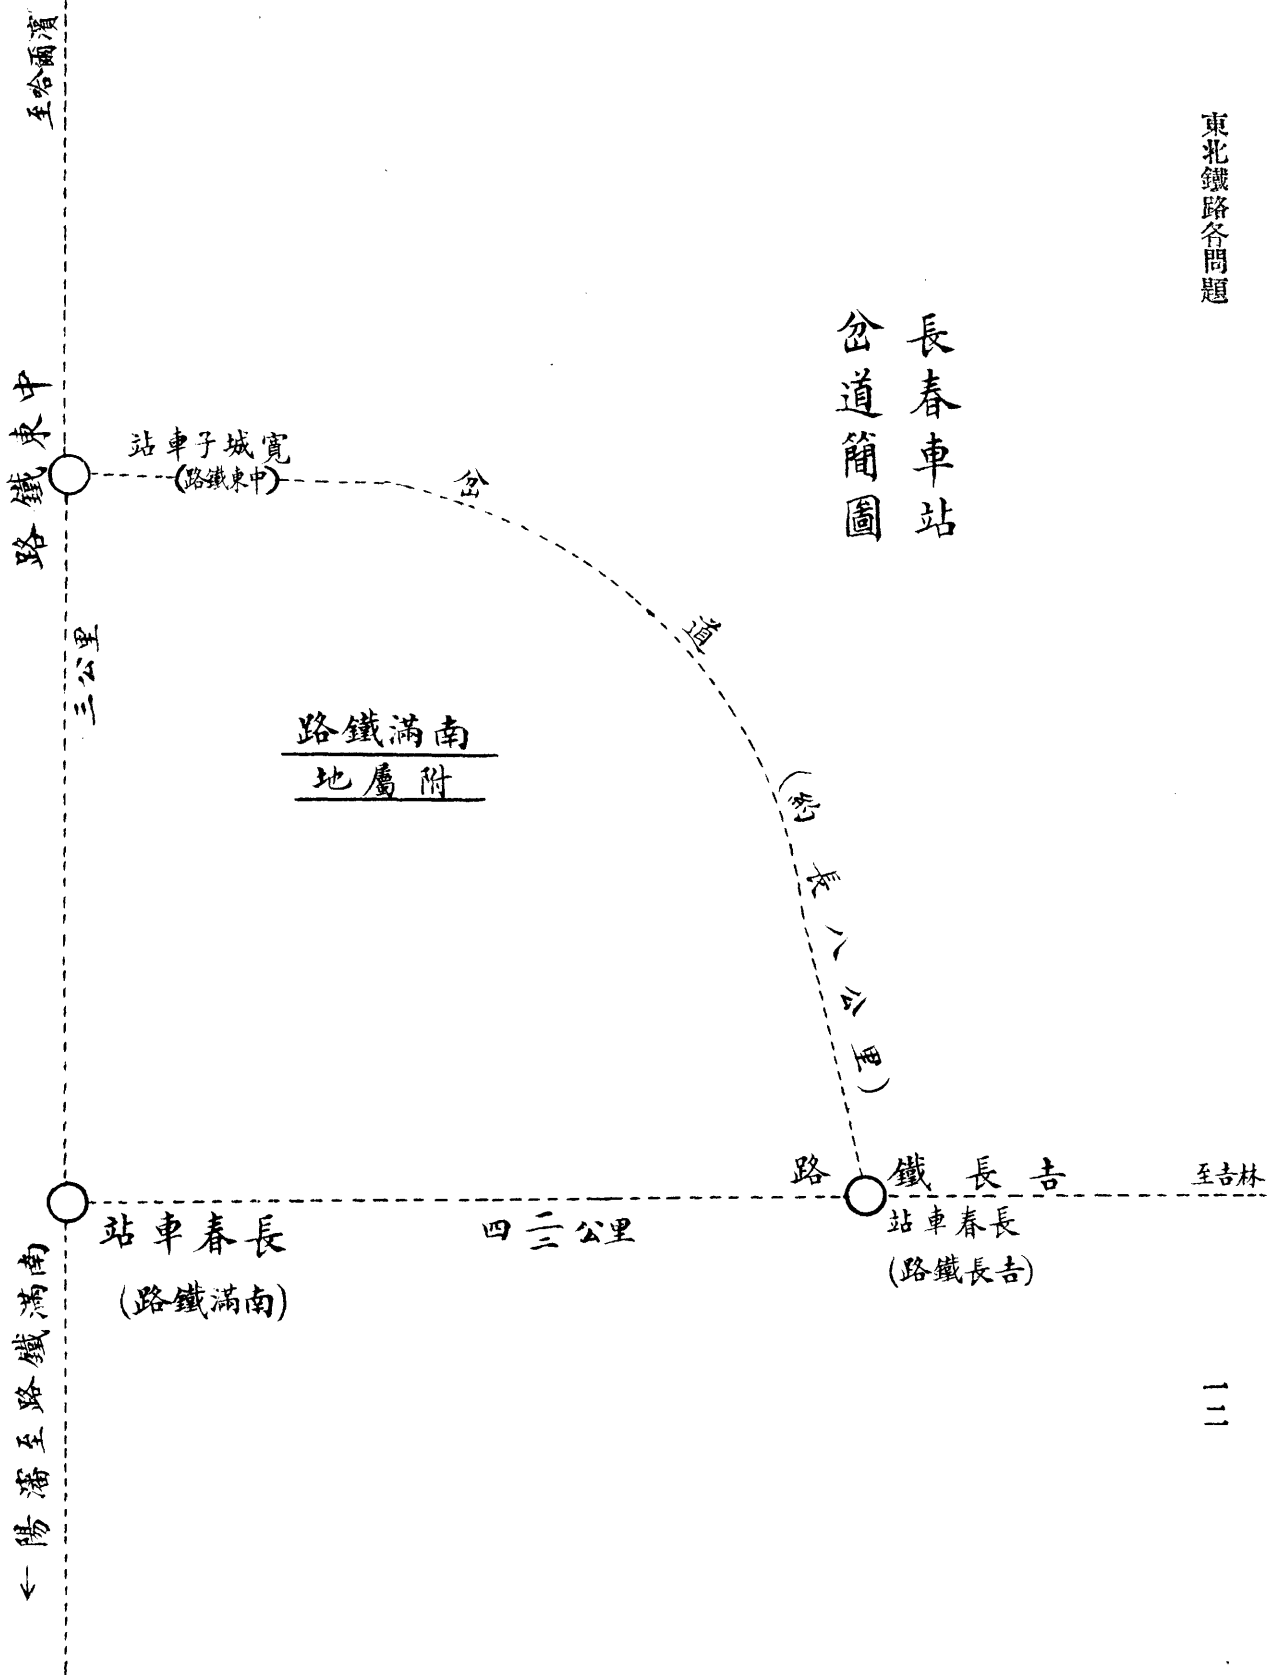 東北鐵路各問題
長春車站
岔道簡圖
至哈爾濱
中東鐵路
寬城子車站
(中東鐵路)
岔道(約長八公里)
三公里
南滿鐵路
附屬地
至吉林
吉長鐵路
長春車站
(吉長鐵路)
四二三公里
長春車站
(南滿鐵路)
南滿鐵路至瀋陽←
一二